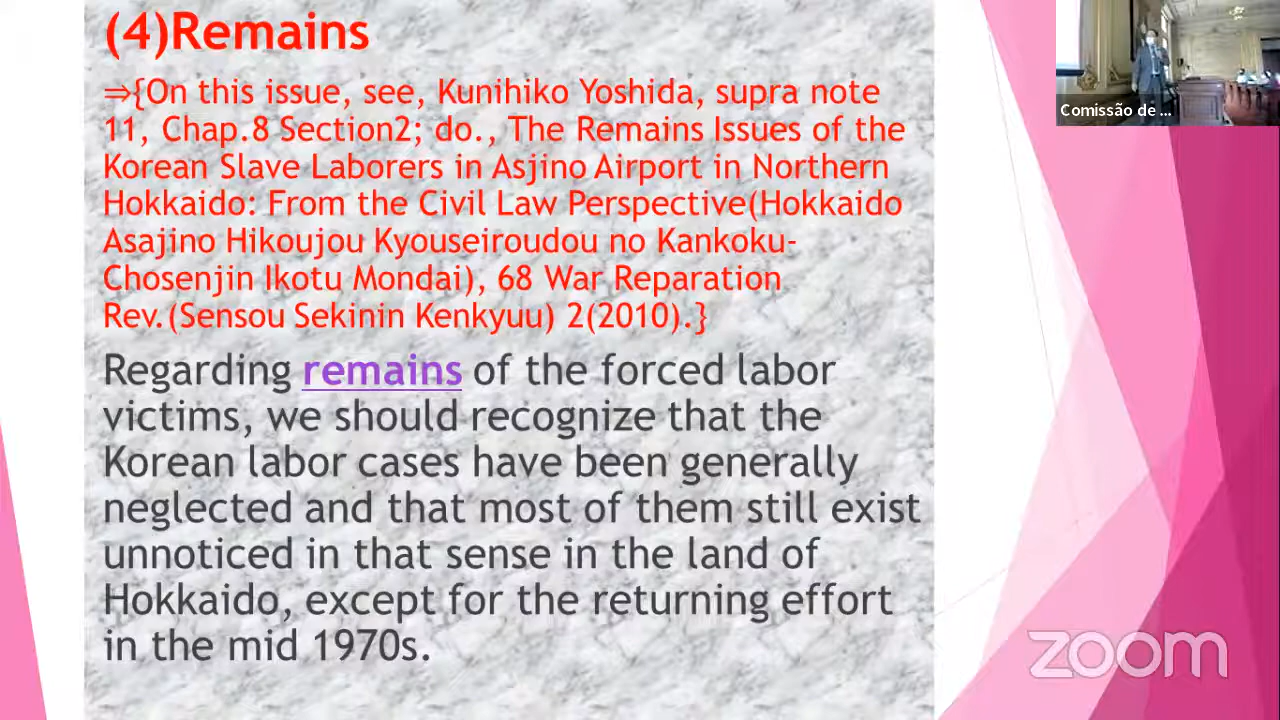 (4)Remains
⇒{On this issue, see, Kunihiko Yoshida, supra note
11, Chap.8 Section2; do., The Remains Issues of the
Korean Slave Laborers in Asjino Airport in Northern
Hokkaido: From the Civil Law Perspective(Hokkaido
Asajino Hikoujou Kyouseiroudou no Kankoku-
Chosenjin Ikotu Mondai), 68 War Reparation
Rev.(Sensou Sekinin Kenkyuu) 2(2010).}
Regarding remains of the forced labor
victims, we should recognize that the
Korean labor cases have been generally
neglected and that most of them still exist
unnoticed in that sense in the land of
Hokkaido, except for the returning effort
in the mid 1970s.
Comissão de ...
zoom